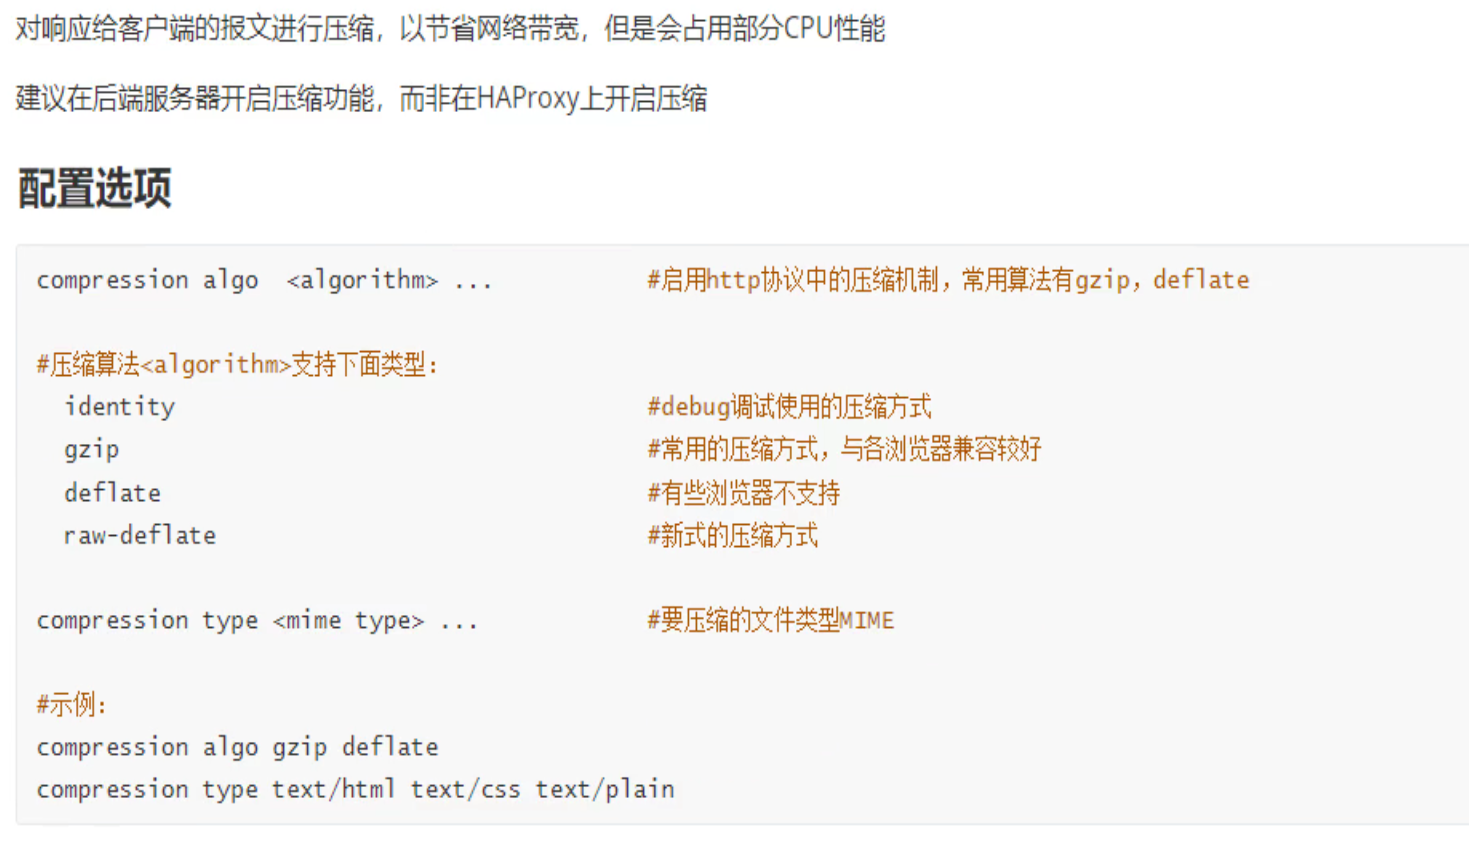 对响应给客户端的报文进行压缩，以节省网络带宽，但是会占用部分CPU性能
建议在后端服务器开启压缩功能，而非在HAProxy上开启压缩
配置选项
compression algo  <algorithm> ...            #启用http协议中的压缩机制，常用算法有gzip，deflate
#压缩算法<algorithm>支持下面类型：
  identity                                   #debug调试使用的压缩方式
  gzip                                       #常用的压缩方式，与各浏览器兼容较好
  deflate                                    #有些浏览器不支持
  raw-deflate                                #新式的压缩方式
compression type <mime type> ...             #要压缩的文件类型MIME
#示例：
compression algo gzip deflate
compression type text/html text/css text/plain